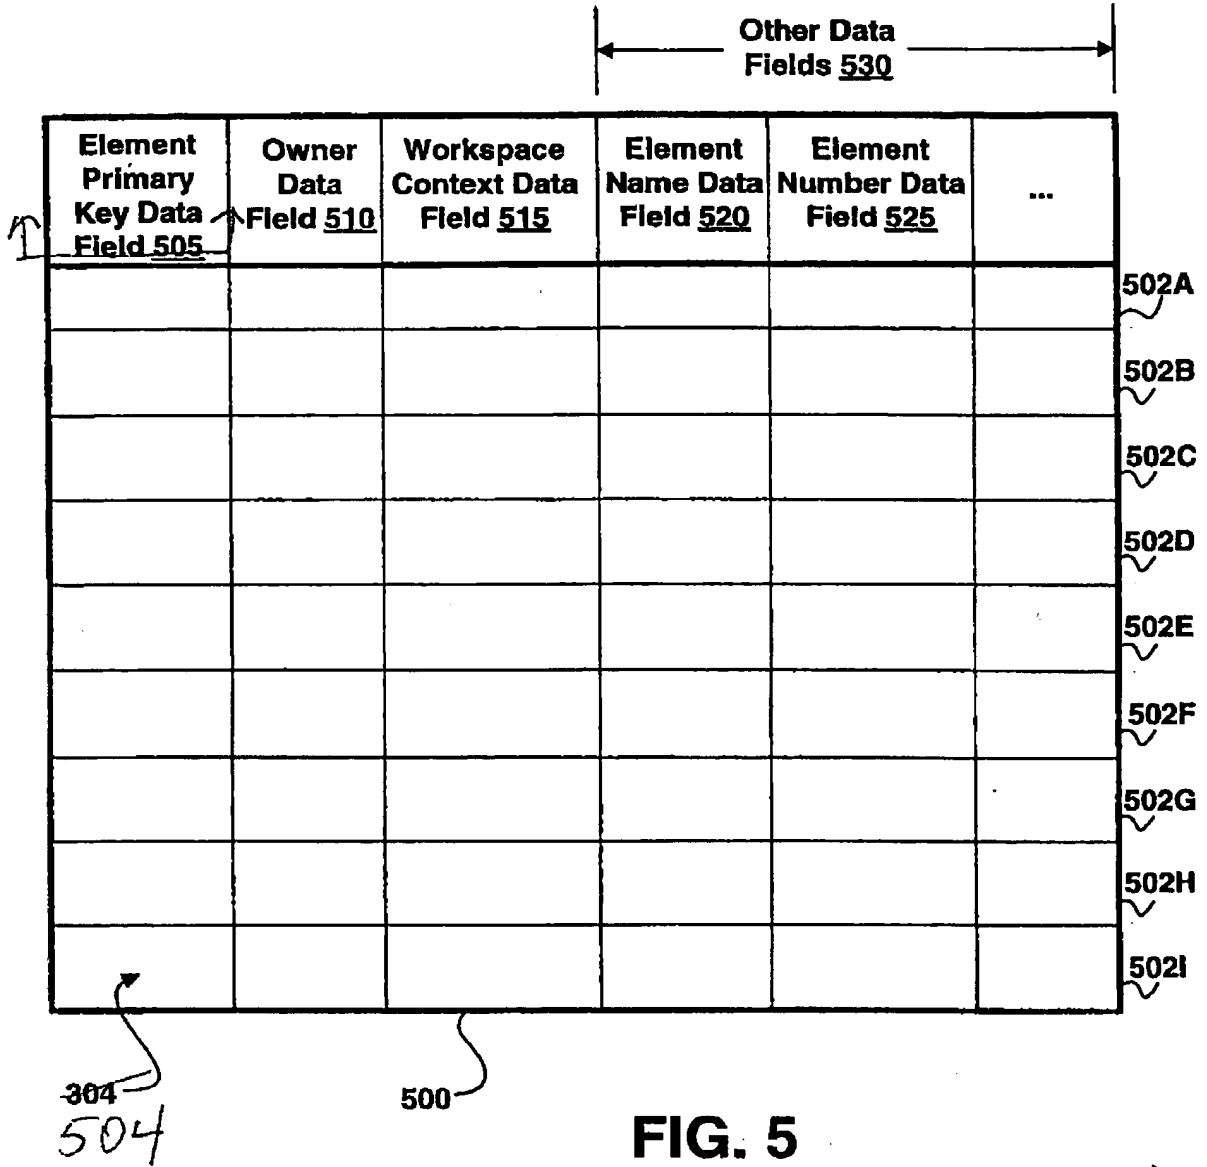 Other Data
Fields 530
Element
Primary
Key Data
Field 505
Owner
Data
Field 510
Workspace
Context Data
Field 515
Element
Name Data
Field 520
Element
Number Data
Field 525
...
502A
502B
502C
502D
502E
502F
502G
502H
502I
304
504
500
FIG. 5